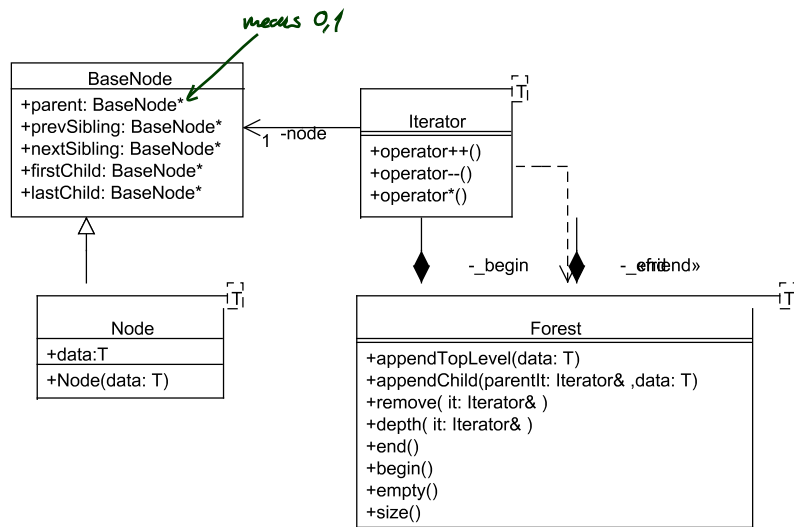 means 0,1
BaseNode
+parent: BaseNode*
+prevSibling: BaseNode*
+nextSibling: BaseNode*
+firstChild: BaseNode*
+lastChild: BaseNode*
1
-node
T
Iterator
+operator++()
+operator--()
+operator*()
-_begin
T
Node
+data:T
+Node(data: T)
T
Forest
+appendTopLevel(data: T)
+appendChild(parentIt: Iterator& ,data: T)
+remove( it: Iterator& )
+depth( it: Iterator& )
+end()
+begin()
+empty()
+size()